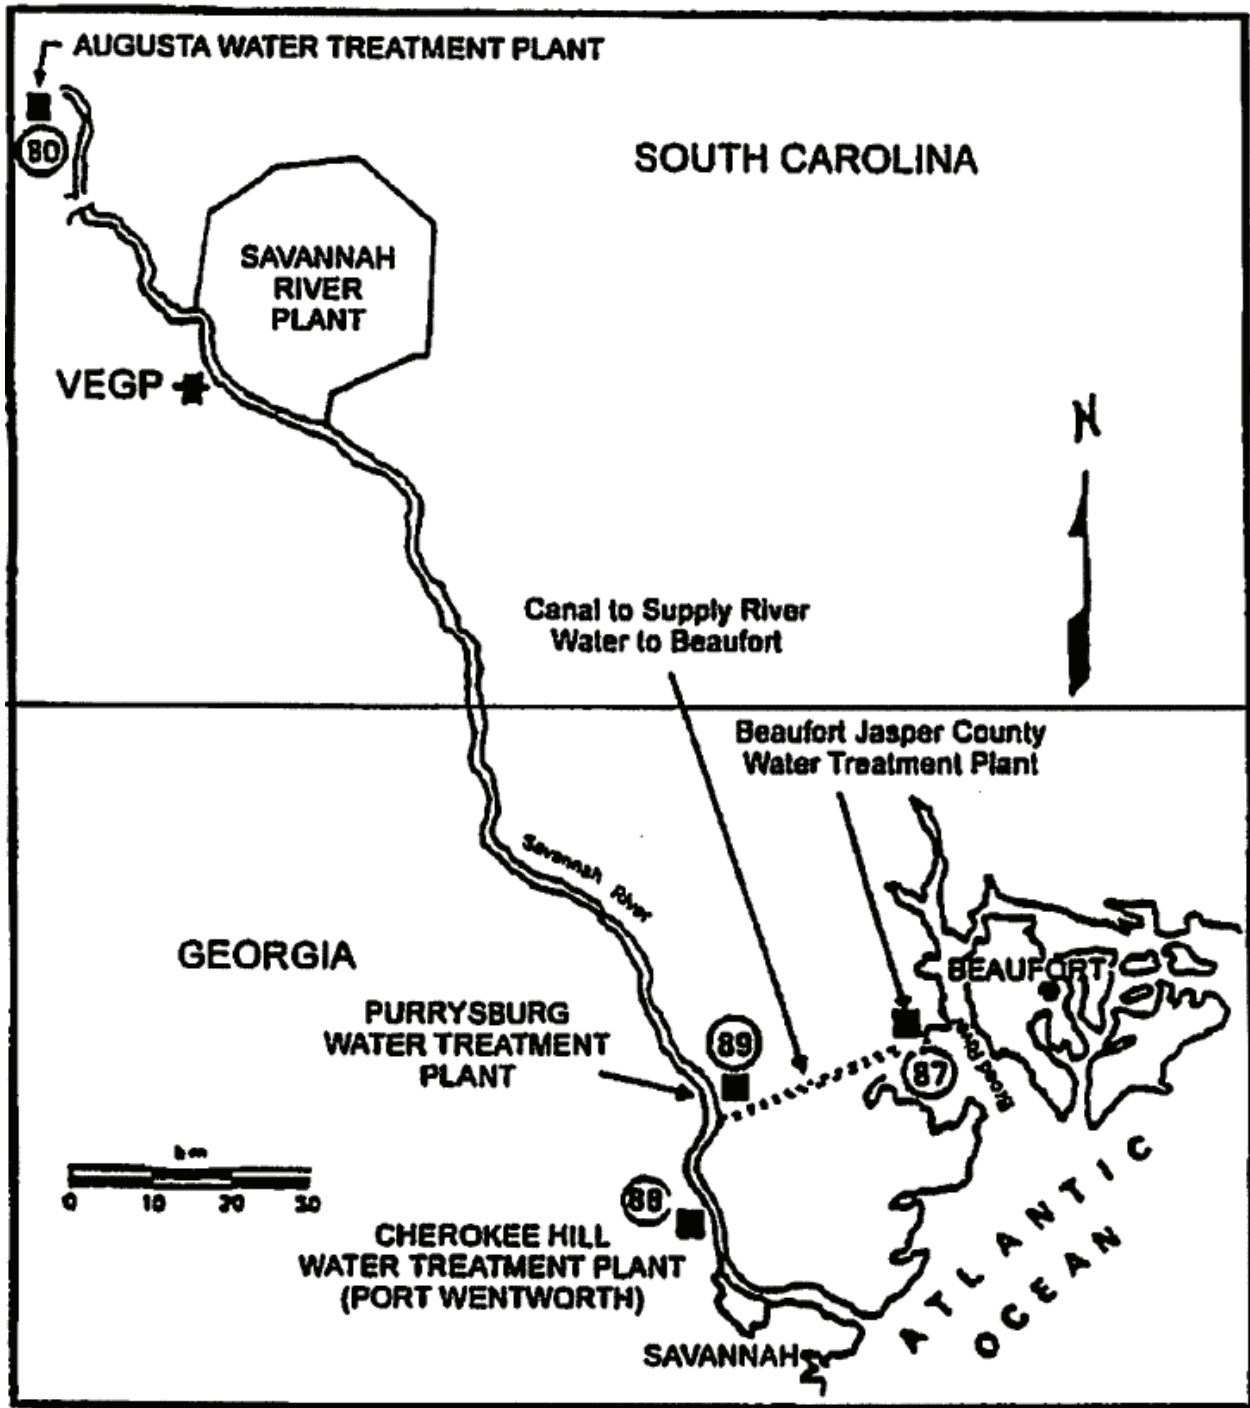 AUGUSTA WATER TREATMENT PLANT
80
SOUTH CAROLINA
SAVANNAH
RIVER
PLANT
VEGP
N
Canal to Supply River
Water to Beaufort
Beaufort Jasper County
Water Treatment Plant
Savannah River
GEORGIA
BEAUFORT
PURRYSBURG
WATER TREATMENT
PLANT
89
87
Broad River
km
0 10 20 30
88
CHEROKEE HILL
WATER TREATMENT PLANT
(PORT WENTWORTH)
SAVANNAH
ATLANTIC
OCEAN